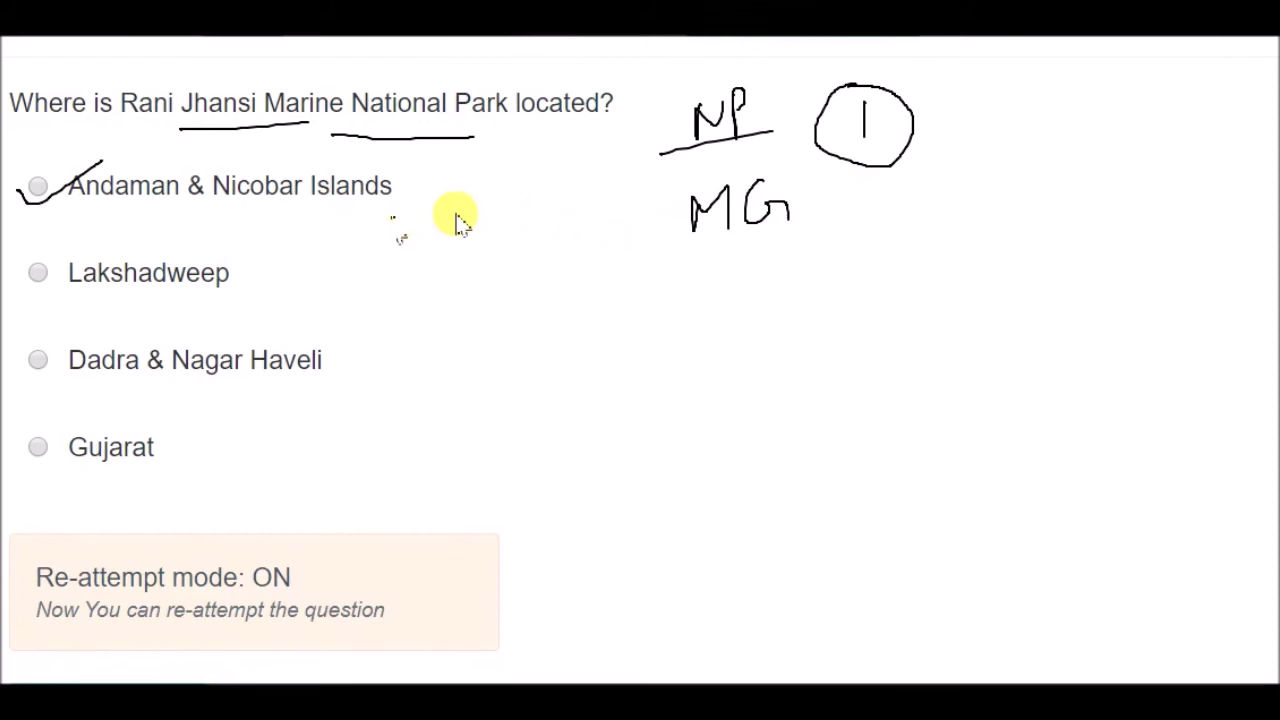 Where is Rani Jhansi Marine National Park located?
NP
1
MG
Andaman & Nicobar Islands
Lakshadweep
Dadra & Nagar Haveli
Gujarat
Re-attempt mode: ON
Now You can re-attempt the question